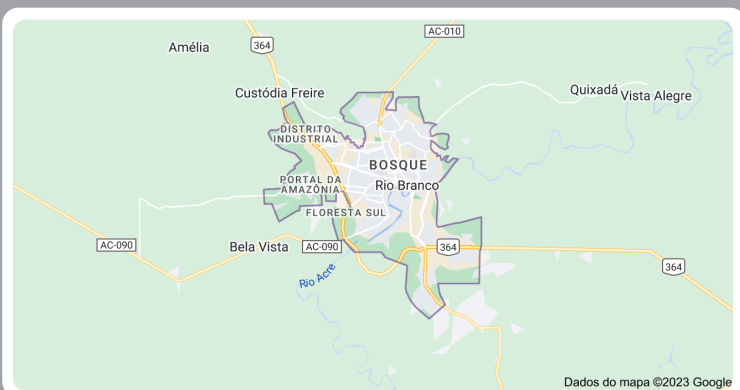 AC-010
364
Amélia
Custódia Freire
Quixadá
Vista Alegre
DISTRITO
INDUSTRIAL
BOSQUE
PORTAL DA
AMAZÔNIA
Rio Branco
FLORESTA SUL
AC-090
Bela Vista
AC-090
364
364
Rio Acre
Dados do mapa ©2023 Google